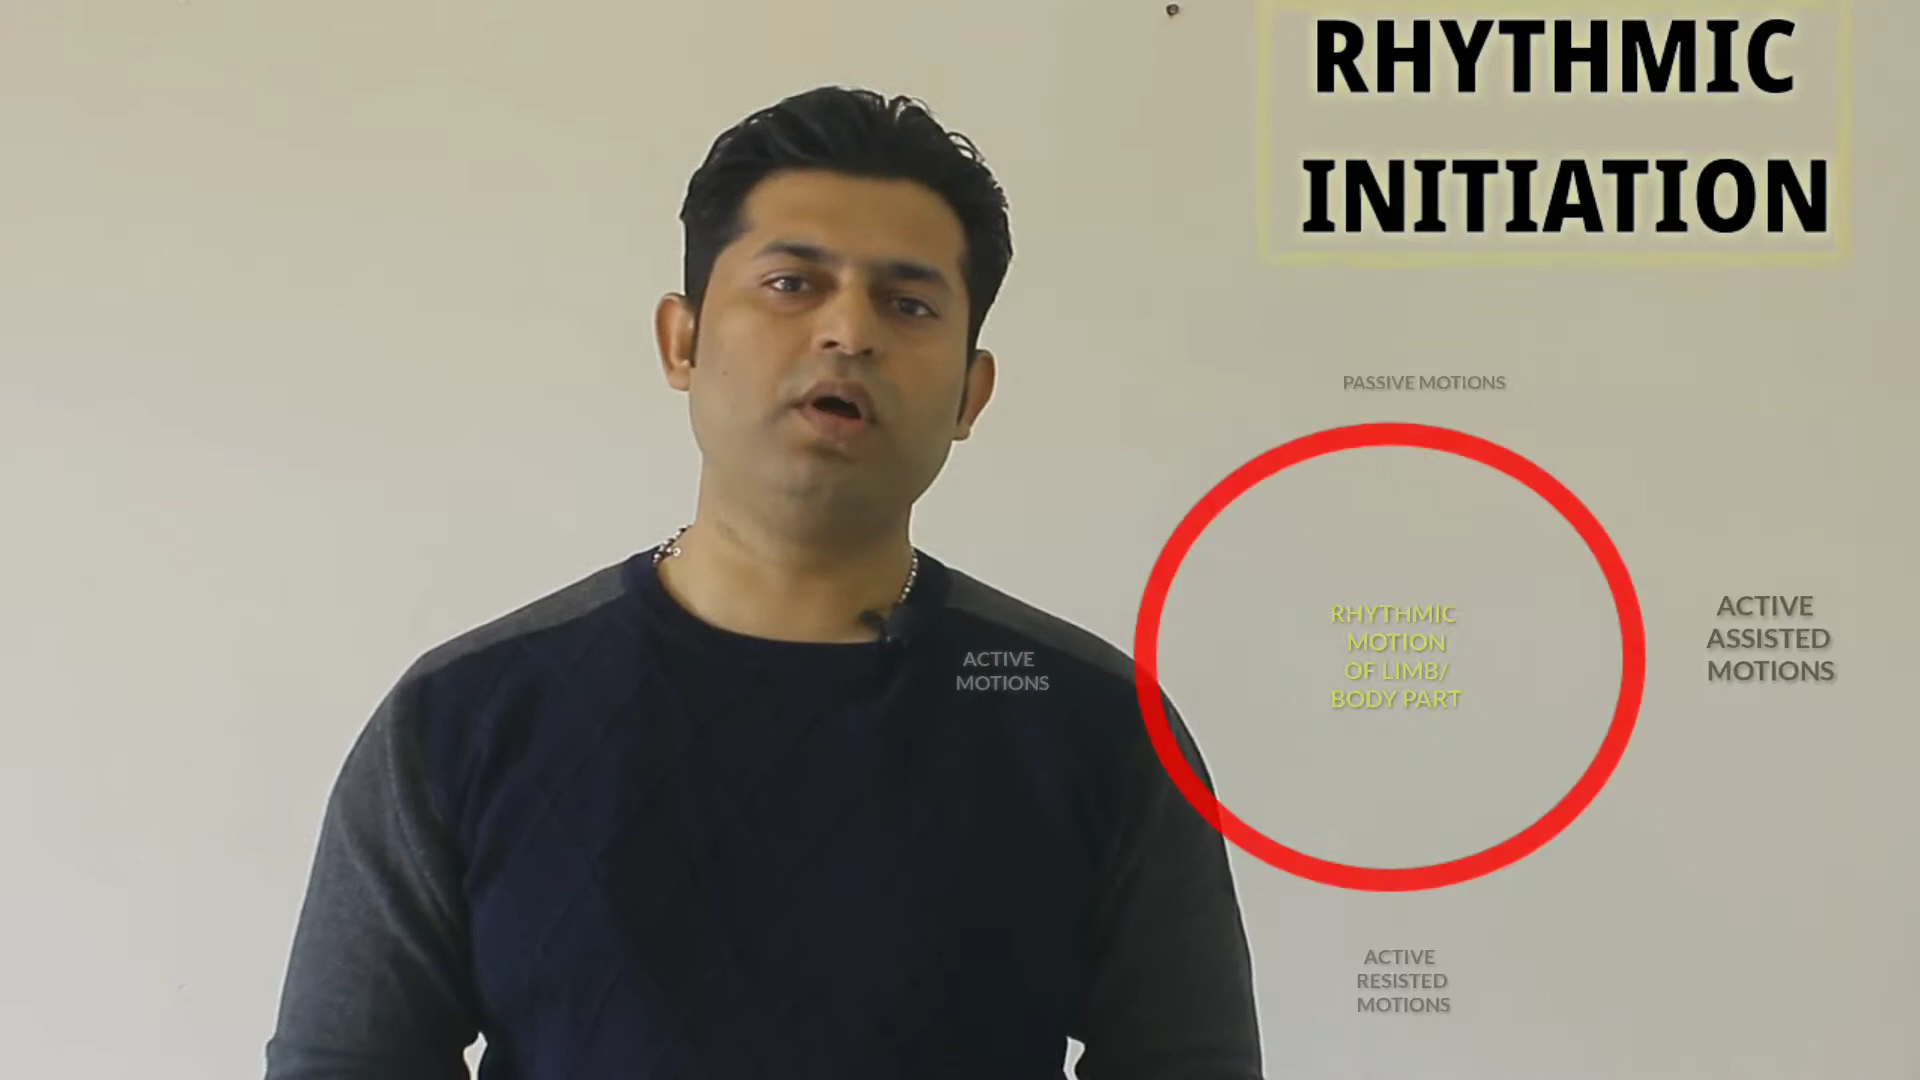 RHYTHMIC
INITIATION
PASSIVE MOTIONS
ACTIVE
ASSISTED
MOTIONS
RHYTHMIC
MOTION
OF LIMB/
BODY PART
ACTIVE
MOTIONS
ACTIVE
RESISTED
MOTIONS